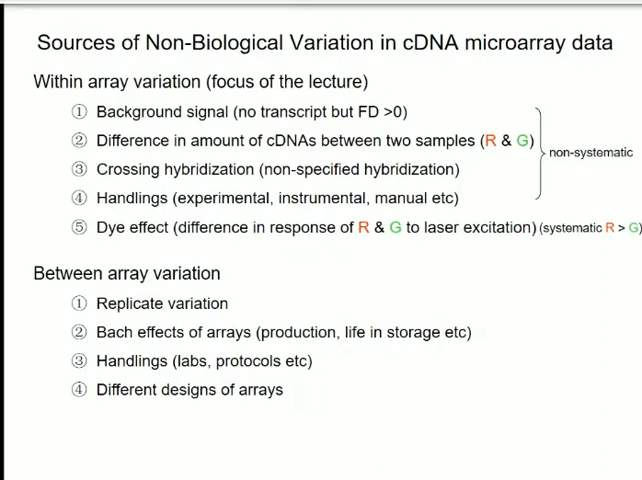 Sources of Non-Biological Variation in cDNA microarray data
Within array variation (focus of the lecture)
① Background signal (no transcript but FD >0)
② Difference in amount of cDNAs between two samples (R & G)
③ Crossing hybridization (non-specified hybridization)
④ Handlings (experimental, instrumental, manual etc)
non-systematic
⑤ Dye effect (difference in response of R & G to laser excitation) (systematic R > G)
Between array variation
① Replicate variation
② Bach effects of arrays (production, life in storage etc)
③ Handlings (labs, protocols etc)
④ Different designs of arrays